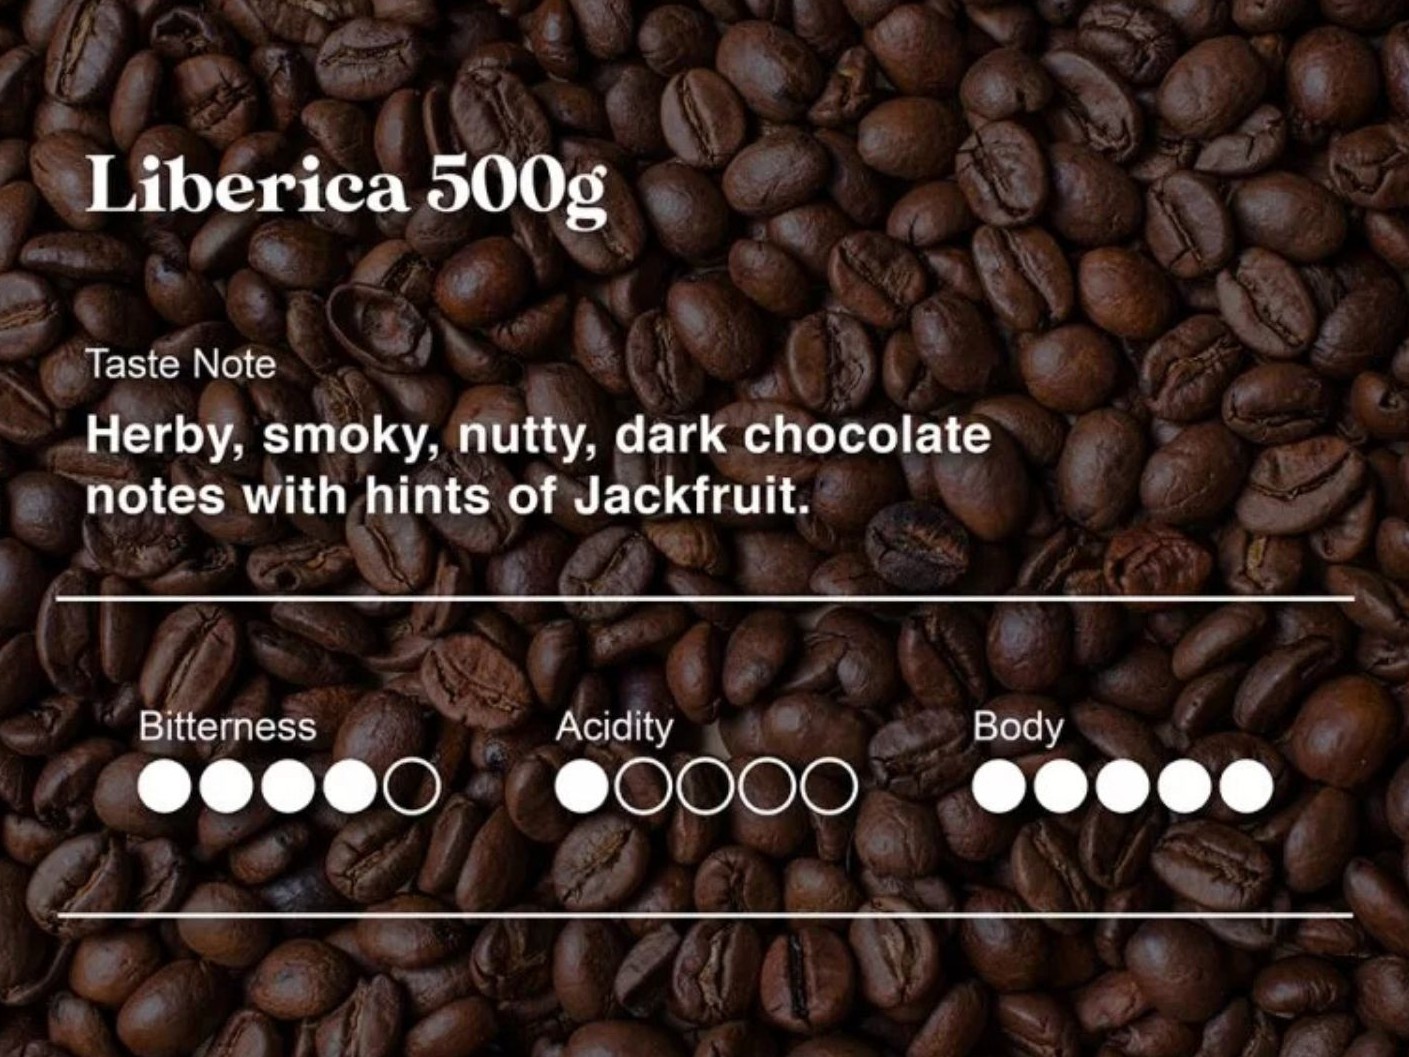 Liberica 500g
Taste Note
Herby, smoky, nutty, dark chocolate
notes with hints of Jackfruit.
Bitterness
Acidity
Body